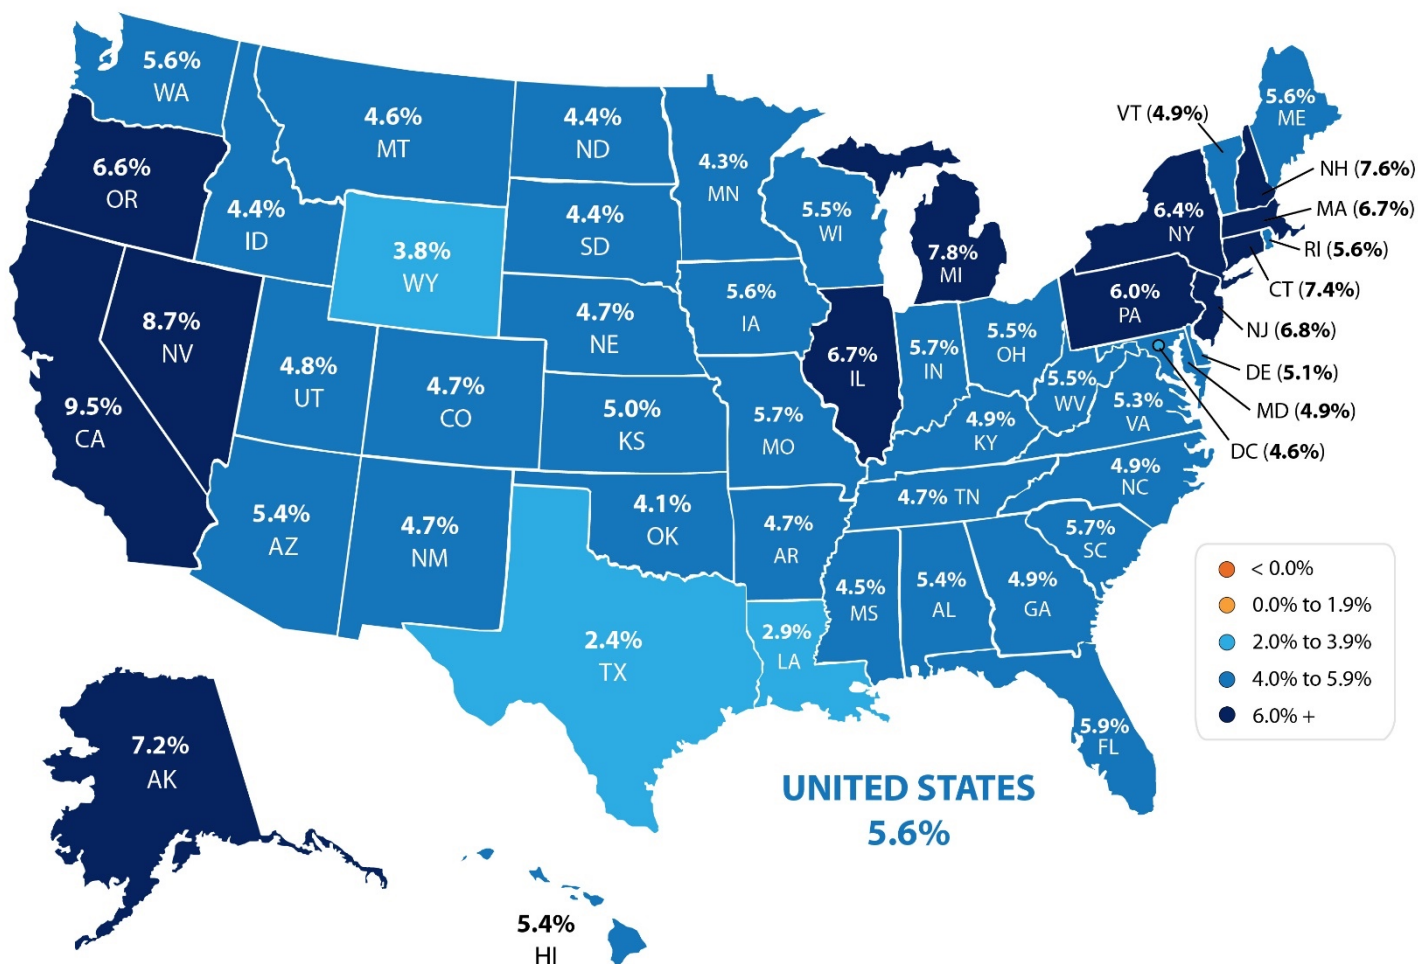 5.6%
WA
4.6%
MT
4.4%
ND
4.3%
MN
5.6%
ME
VT (4.9%)
NH (7.6%)
MA (6.7%)
RI (5.6%)
CT (7.4%)
NJ (6.8%)
DE (5.1%)
MD (4.9%)
DC (4.6%)
6.6%
OR
4.4%
ID
3.8%
WY
4.4%
SD
5.5%
WI
7.8%
MI
6.4%
NY
6.0%
PA
9.5%
CA
8.7%
NV
4.8%
UT
4.7%
CO
4.7%
NE
5.6%
IA
6.7%
IL
5.7%
IN
5.5%
OH
5.5%
WV
5.3%
VA
5.0%
KS
5.7%
MO
4.9%
KY
4.7% TN
4.9%
NC
5.4%
AZ
4.7%
NM
4.1%
OK
4.7%
AR
5.7%
SC
4.5%
MS
5.4%
AL
4.9%
GA
2.4%
TX
2.9%
LA
5.9%
FL
7.2%
AK
5.4%
HI
UNITED STATES
5.6%
< 0.0%
0.0% to 1.9%
2.0% to 3.9%
4.0% to 5.9%
6.0% +